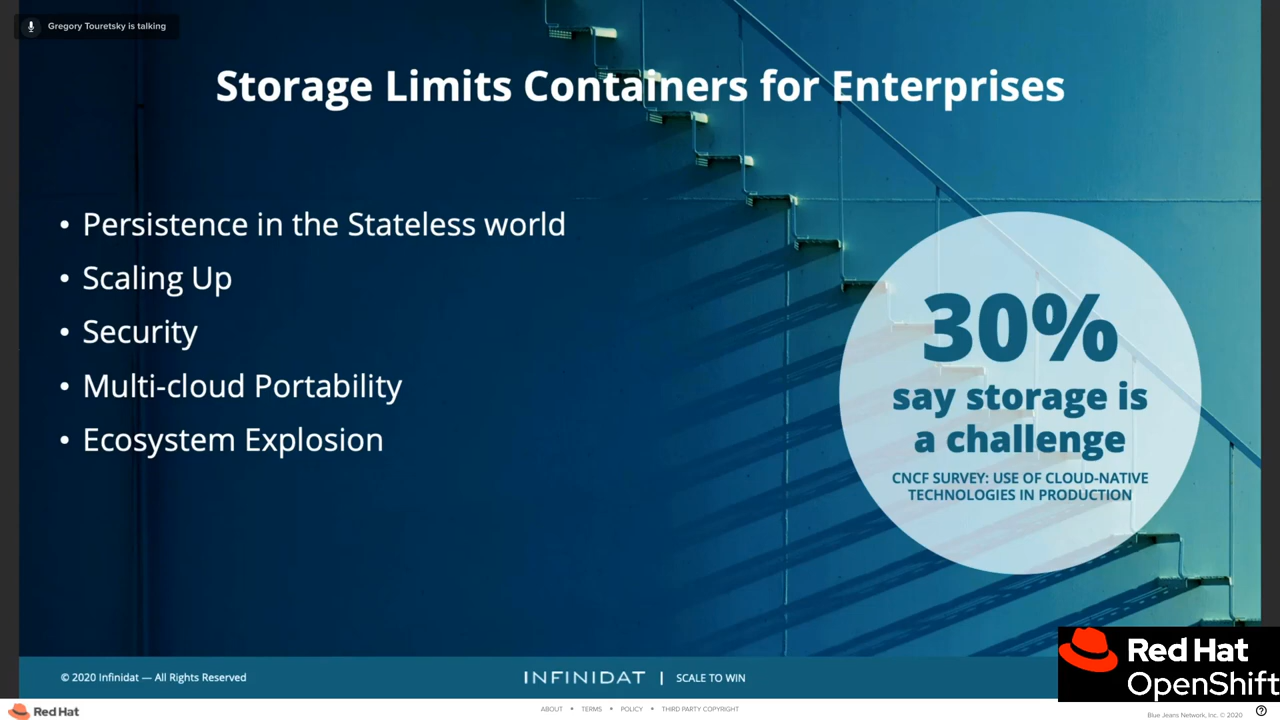 Gregory Touretsky is talking
Storage Limits Containers for Enterprises
• Persistence in the Stateless world
• Scaling Up
• Security
• Multi-cloud Portability
• Ecosystem Explosion
30%
say storage is
a challenge
CNCF SURVEY: USE OF CLOUD-NATIVE
TECHNOLOGIES IN PRODUCTION
© 2020 Infinidat — All Rights Reserved
INFINIDAT | SCALE TO WIN
Red Hat
OpenShift
Red Hat
ABOUT • TERMS • POLICY • THIRD PARTY COPYRIGHT
Blue Jeans Network, Inc. © 2020